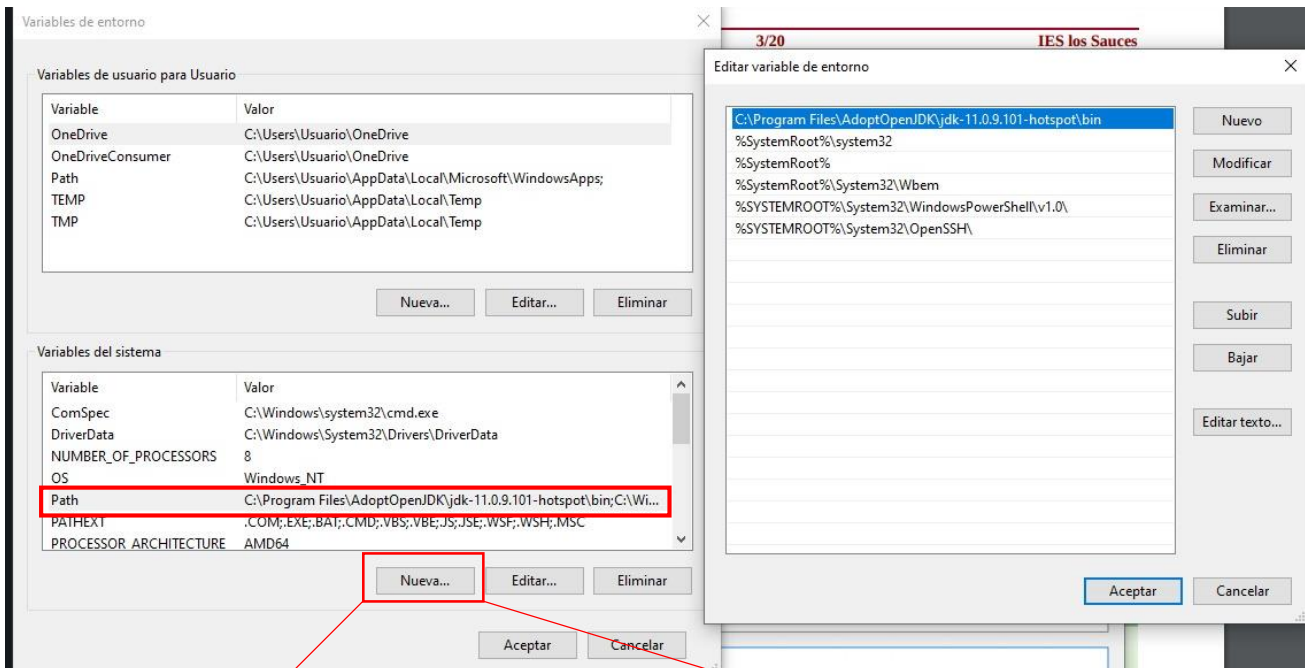 Variables de entorno
Variables de usuario para Usuario
Variable Valor
OneDrive C:\Users\Usuario\OneDrive
OneDriveConsumer C:\Users\Usuario\OneDrive
Path C:\Users\Usuario\AppData\Local\Microsoft\WindowsApps;
TEMP C:\Users\Usuario\AppData\Local\Temp
TMP C:\Users\Usuario\AppData\Local\Temp
Nueva... Editar... Eliminar
Variables del sistema
Variable Valor
ComSpec C:\Windows\system32\cmd.exe
DriverData C:\Windows\System32\Drivers\DriverData
NUMBER_OF_PROCESSORS 8
OS Windows_NT
Path C:\Program Files\AdoptOpenJDK\jdk-11.0.9.101-hotspot\bin;C:\Wi...
PATHEXT .COM;.EXE;.BAT;.CMD;.VBS;.VBE;.JS;.JSE;.WSF;.WSH;.MSC
PROCESSOR_ARCHITECTURE AMD64
Nueva... Editar... Eliminar
Aceptar Cancelar
3/20 IES los Sauces
Editar variable de entorno
C:\Program Files\AdoptOpenJDK\jdk-11.0.9.101-hotspot\bin
%SystemRoot%\system32
%SystemRoot%
%SystemRoot%\System32\Wbem
%SYSTEMROOT%\System32\WindowsPowerShell\v1.0\
%SYSTEMROOT%\System32\OpenSSH\
Nuevo
Modificar
Examinar...
Eliminar
Subir
Bajar
Editar texto...
Aceptar Cancelar